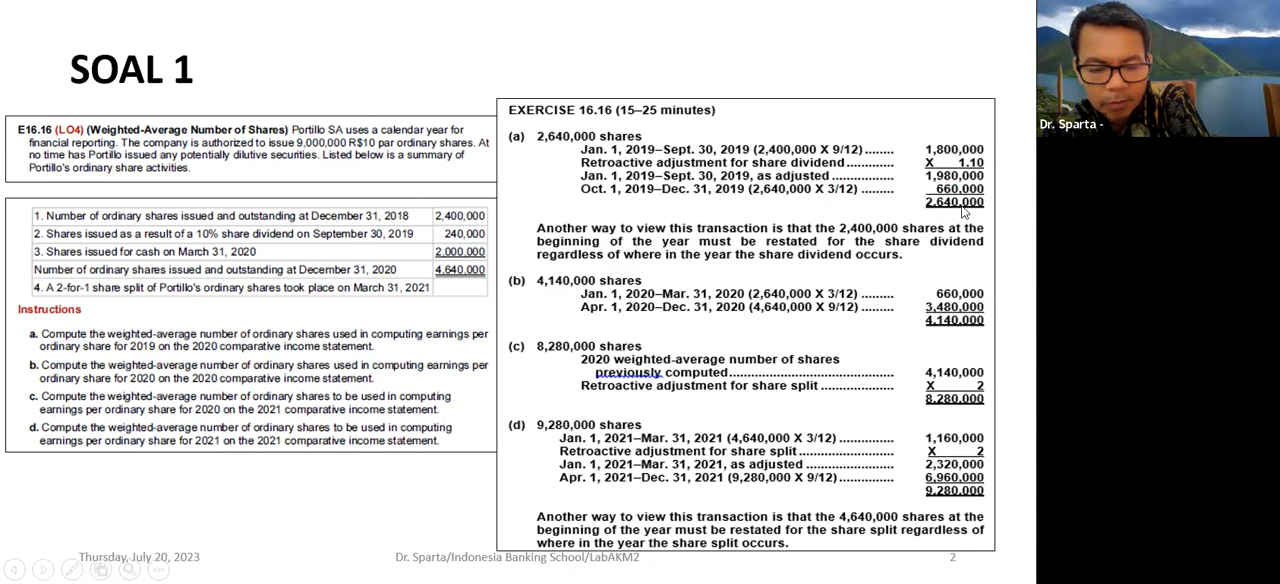 SOAL 1
E16.16 (LO4) (Weighted-Average Number of Shares) Portillo SA uses a calendar year for
financial reporting. The company is authorized to issue 9,000,000 R$10 par ordinary shares. At
no time has Portillo issued any potentially dilutive securities. Listed below is a summary of
Portillo's ordinary share activities.
1. Number of ordinary shares issued and outstanding at December 31, 2018 2,400,000
2. Shares issued as a result of a 10% share dividend on September 30, 2019 240,000
3. Shares issued for cash on March 31, 2020 2,000,000
Number of ordinary shares issued and outstanding at December 31, 2020 4,640,000
4. A 2-for-1 share split of Portillo's ordinary shares took place on March 31, 2021
Instructions
a. Compute the weighted-average number of ordinary shares used in computing earnings per
ordinary share for 2019 on the 2020 comparative income statement.
b. Compute the weighted-average number of ordinary shares used in computing earnings per
ordinary share for 2020 on the 2020 comparative income statement.
c. Compute the weighted-average number of ordinary shares to be used in computing
earnings per ordinary share for 2020 on the 2021 comparative income statement.
d. Compute the weighted-average number of ordinary shares to be used in computing
earnings per ordinary share for 2021 on the 2021 comparative income statement.
EXERCISE 16.16 (15–25 minutes)
(a) 2,640,000 shares
Jan. 1, 2019–Sept. 30, 2019 (2,400,000 X 9/12) ........ 1,800,000
Retroactive adjustment for share dividend............. X 1.10
Jan. 1, 2019–Sept. 30, 2019, as adjusted ................ 1,980,000
Oct. 1, 2019–Dec. 31, 2019 (2,640,000 X 3/12) ......... 660,000
2,640,000
Another way to view this transaction is that the 2,400,000 shares at the
beginning of the year must be restated for the share dividend
regardless of where in the year the share dividend occurs.
(b) 4,140,000 shares
Jan. 1, 2020–Mar. 31, 2020 (2,640,000 X 3/12) ......... 660,000
Apr. 1, 2020–Dec. 31, 2020 (4,640,000 X 9/12) ......... 3,480,000
4,140,000
(c) 8,280,000 shares
2020 weighted-average number of shares
previously computed.......................................... 4,140,000
Retroactive adjustment for share split................... X 2
8,280,000
(d) 9,280,000 shares
Jan. 1, 2021–Mar. 31, 2021 (4,640,000 X 3/12) ............... 1,160,000
Retroactive adjustment for share split......................... X 2
Jan. 1, 2021–Mar. 31, 2021, as adjusted ........................ 2,320,000
Apr. 1, 2021–Dec. 31, 2021 (9,280,000 X 9/12)............... 6,960,000
9,280,000
Another way to view this transaction is that the 4,640,000 shares at the
beginning of the year must be restated for the share split regardless of
where in the year the share split occurs.
Thursday, July 20, 2023 Dr. Sparta/Indonesia Banking School/LabAKM2 2
Dr. Sparta -